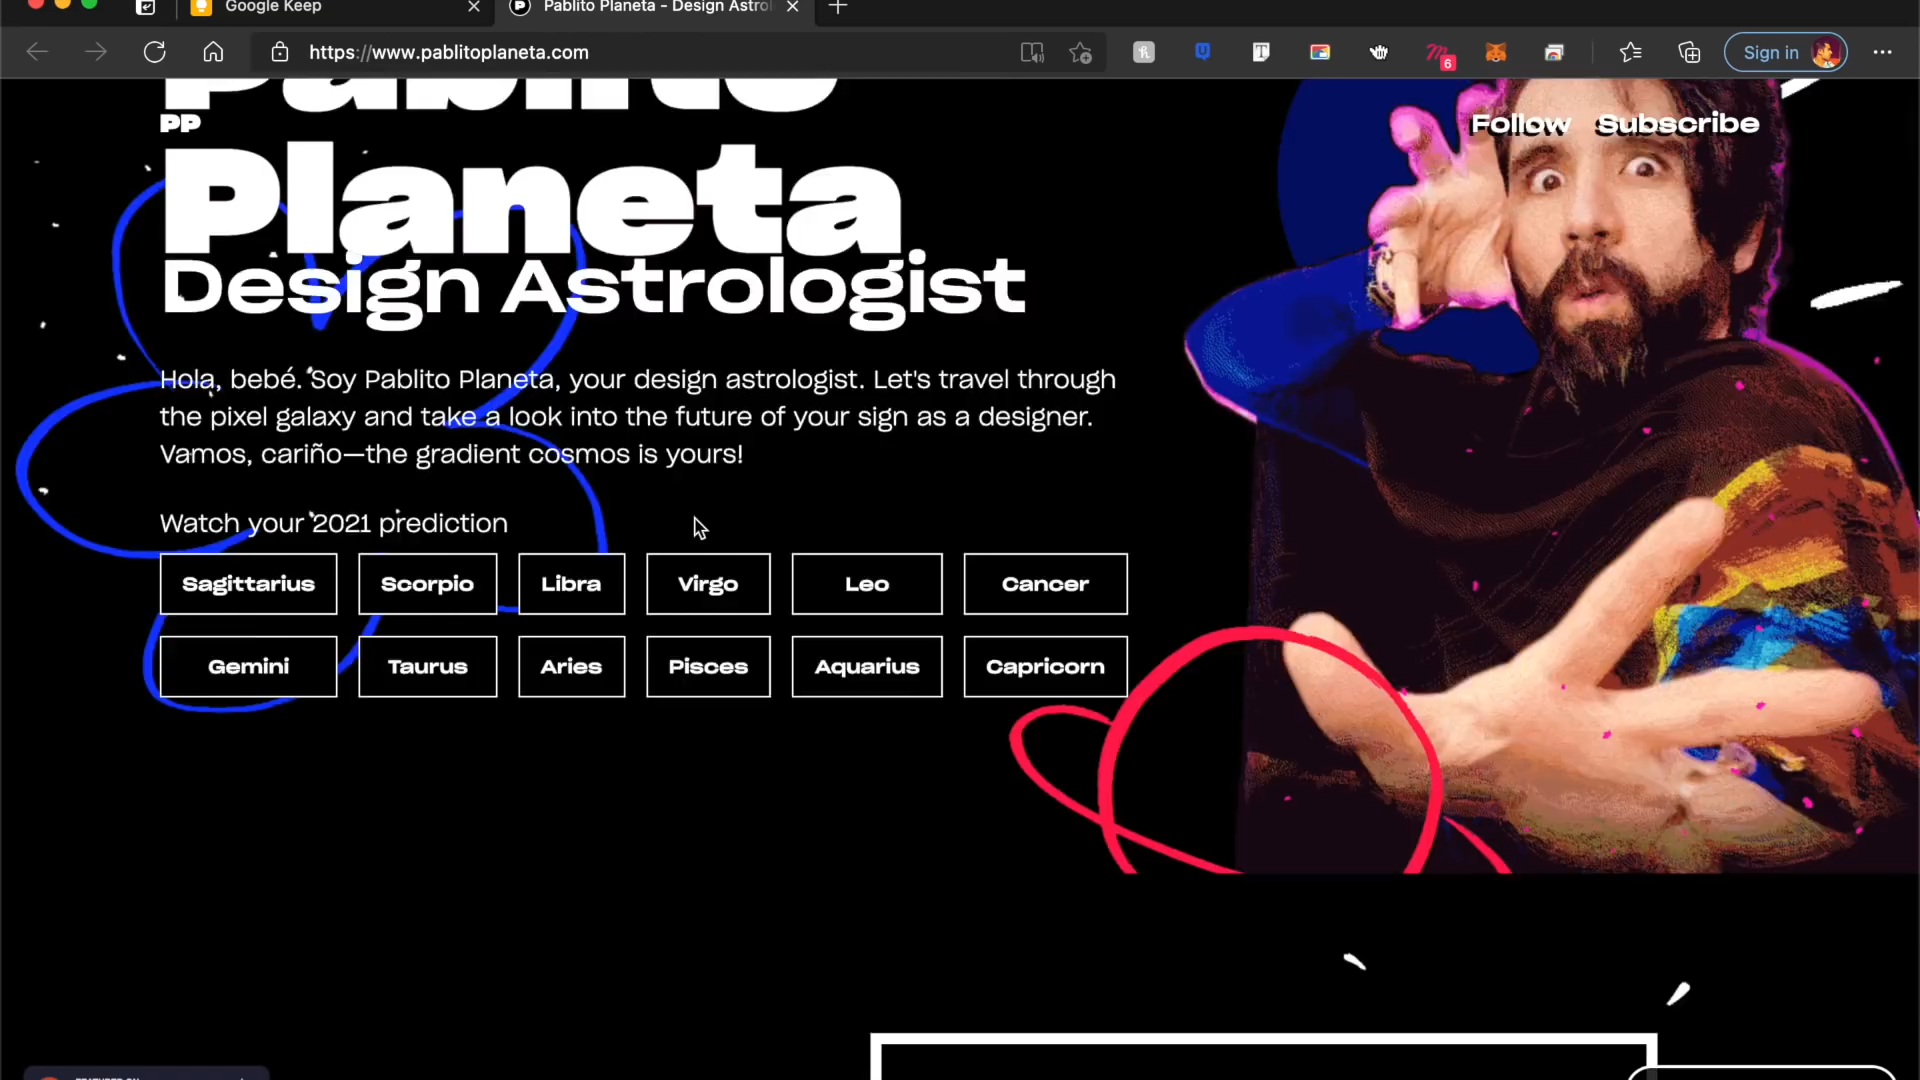 Google Keep
Pablito Planeta - Design Astrol
https://www.pablitoplaneta.com
6
Sign in
Pablito
PP
Follow
Subscribe
Planeta
Design Astrologist
Hola, bebé. Soy Pablito Planeta, your design astrologist. Let's travel through
the pixel galaxy and take a look into the future of your sign as a designer.
Vamos, cariño—the gradient cosmos is yours!
Watch your 2021 prediction
Sagittarius
Scorpio
Libra
Virgo
Leo
Cancer
Gemini
Taurus
Aries
Pisces
Aquarius
Capricorn